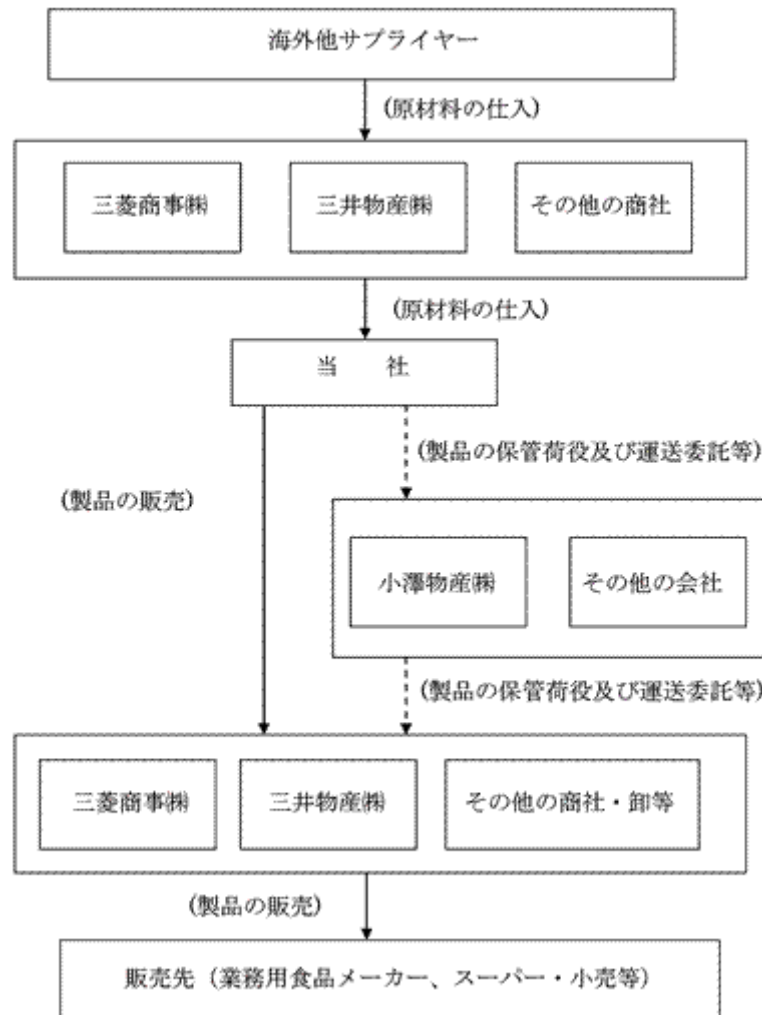 海外他サプライヤー
(原材料の仕入)
三菱商事㈱
三井物産㈱
その他の商社
(原材料の仕入)
当　　社
(製品の保管荷役及び運送委託等)
(製品の販売)
小澤物産㈱
その他の会社
(製品の保管荷役及び運送委託等)
三菱商事㈱
三井物産㈱
その他の商社・卸等
(製品の販売)
販売先（業務用食品メーカー、スーパー・小売等）